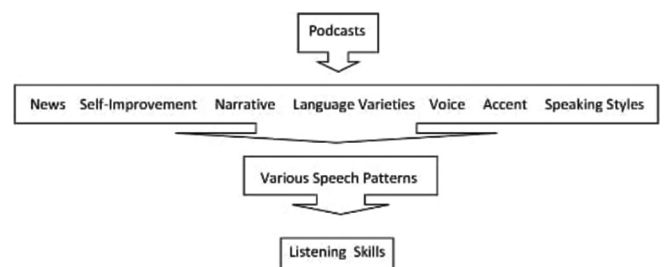 Podcasts
News Self-Improvement Narrative Language Varieties Voice Accent Speaking Styles
Various Speech Patterns
Listening Skills